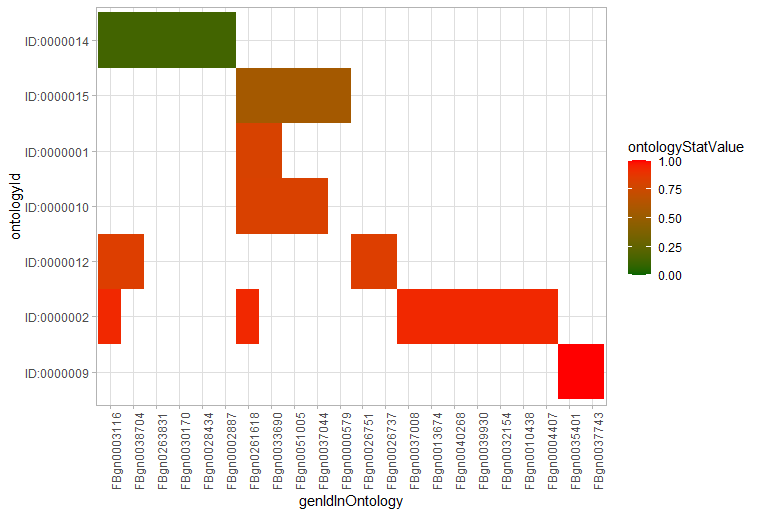 ontologyId
ID:0000014
ID:0000015
ID:0000001
ID:0000010
ID:0000012
ID:0000002
ID:0000009
FBgn0003116
FBgn0038704
FBgn0263831
FBgn0030170
FBgn0028434
FBgn0002887
FBgn0261618
FBgn0033690
FBgn0051005
FBgn0037044
FBgn0000579
FBgn0026751
FBgn0026737
FBgn0037008
FBgn0013674
FBgn0040268
FBgn0039930
FBgn0032154
FBgn0010438
FBgn0004407
FBgn0035401
FBgn0037743
genIdInOntology
ontologyStatValue
1.00
0.75
0.50
0.25
0.00